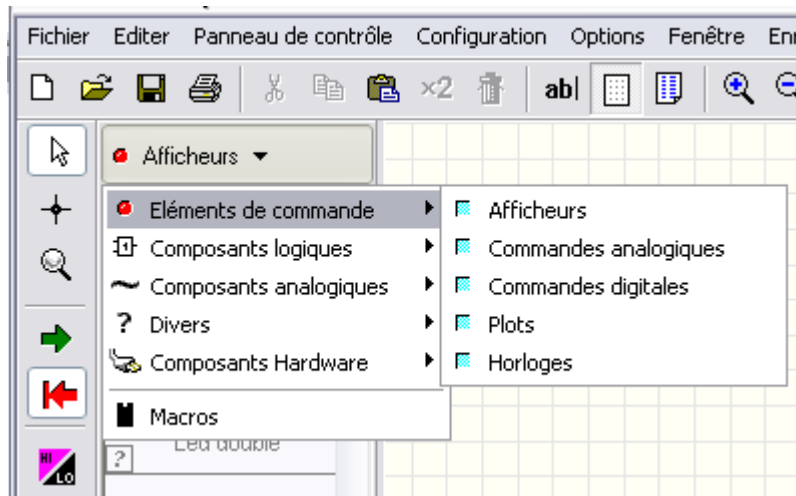 Fichier Editer Panneau de contrôle Configuration Options Fenêtre
×2 ab|
Afficheurs
Eléments de commande
Afficheurs
Composants logiques
Commandes analogiques
Composants analogiques
Commandes digitales
? Divers
Plots
Composants Hardware
Horloges
Macros
? Led double
HI
LO